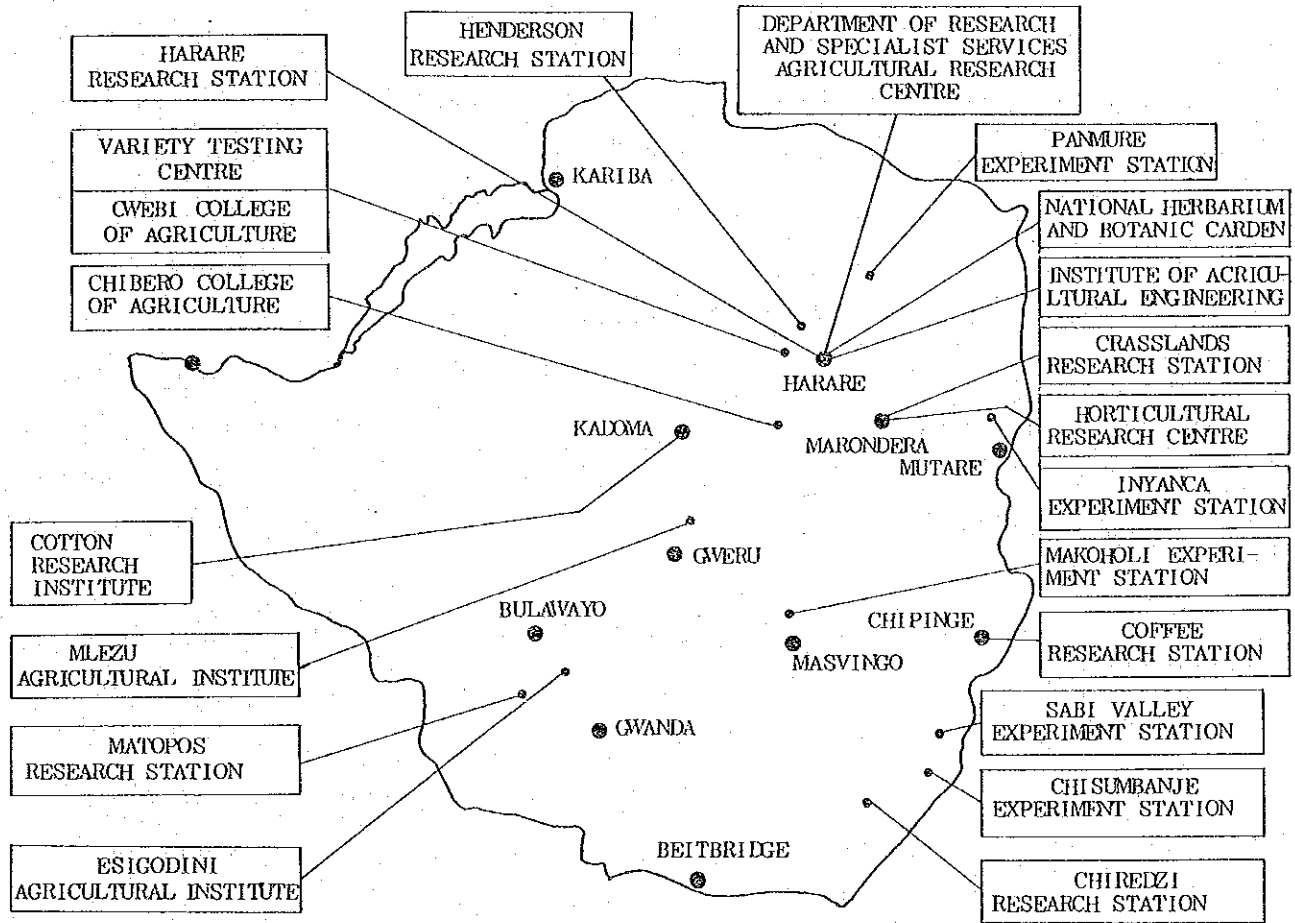 HARARE
RESEARCH STATION
HENDERSON
RESEARCH STATION
DEPARTMENT OF RESEARCH
AND SPECIALIST SERVICES
AGRICULTURAL RESEARCH
CENTRE
VARIETY TESTING
CENTRE
GWEBI COLLEGE
OF AGRICULTURE
CHIBERO COLLEGE
OF AGRICULTURE
PANMURE
EXPERIMENT STATION
NATIONAL HERBARIUM
AND BOTANIC CARDEN
INSTITUTE OF ACRICU-
LTURAL ENGINEERING
CRASSLANDS
RESEARCH STATION
HORTICULTURAL
RESEARCH CENTRE
INYANCA
EXPERIMENT STATION
MAKOHOLI EXPERI-
MENT STATION
COFFEE
RESEARCH STATION
SABI VALLEY
EXPERIMENT STATION
CHISUMBANJE
EXPERIMENT STATION
CHIREDZI
RESEARCH STATION
COTTON
RESEARCH
INSTITUTE
MLEZU
AGRICULTURAL INSTITUTE
MATOPOS
RESEARCH STATION
ESIGODINI
AGRICULTURAL INSTITUTE
KARIBA
HARARE
KADOMA
MARONDERA
MUTARE
GWERU
BULAWAYO
CHIPINGE
MASVINGO
GWANDA
BEITBRIDGE